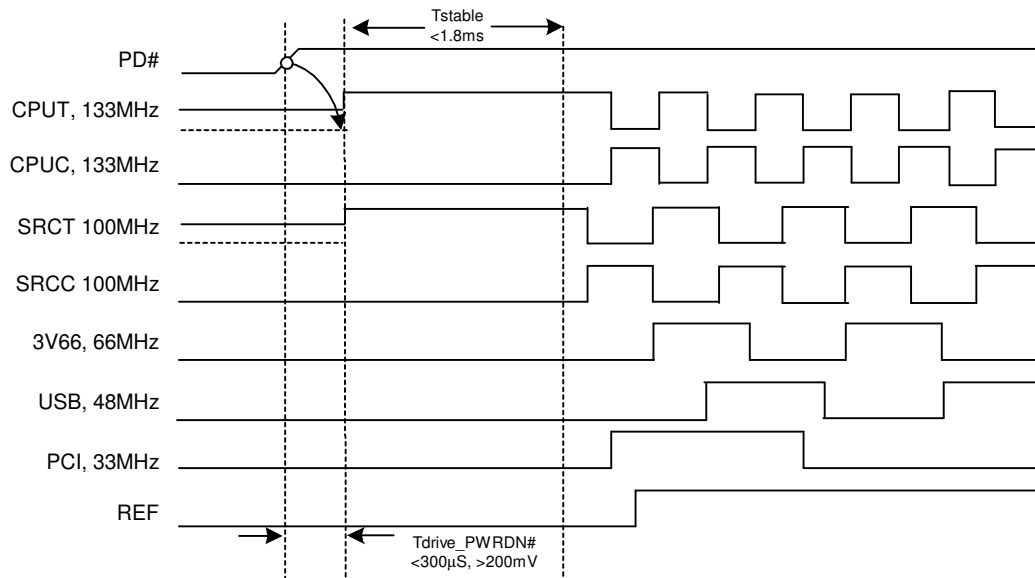 Tstable
<1.8ms
PD#
CPUT, 133MHz
CPUC, 133MHz
SRCT 100MHz
SRCC 100MHz
3V66, 66MHz
USB, 48MHz
PCI, 33MHz
REF
Tdrive_PWRDN#
<300µS, >200mV